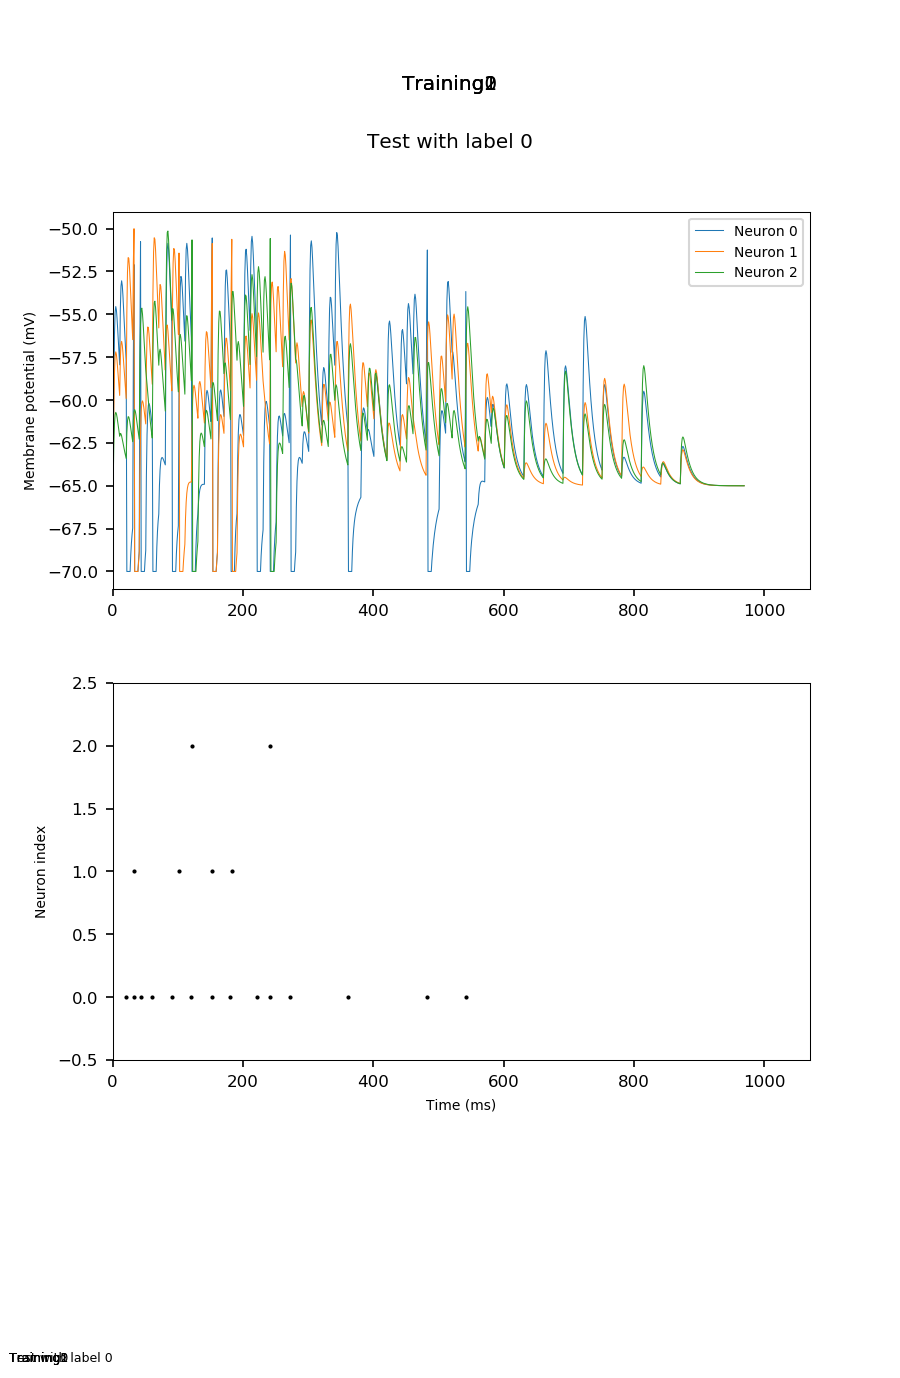 Test with label 0
−50.0
−52.5
−55.0
−57.5
−60.0
−62.5
−65.0
−67.5
−70.0
Membrane potential (mV)
Neuron 0
Neuron 1
Neuron 2
0 200 400 600 800 1000
2.5
2.0
1.5
1.0
0.5
0.0
−0.5
Neuron index
0 200 400 600 800 1000
Time (ms)
label 0